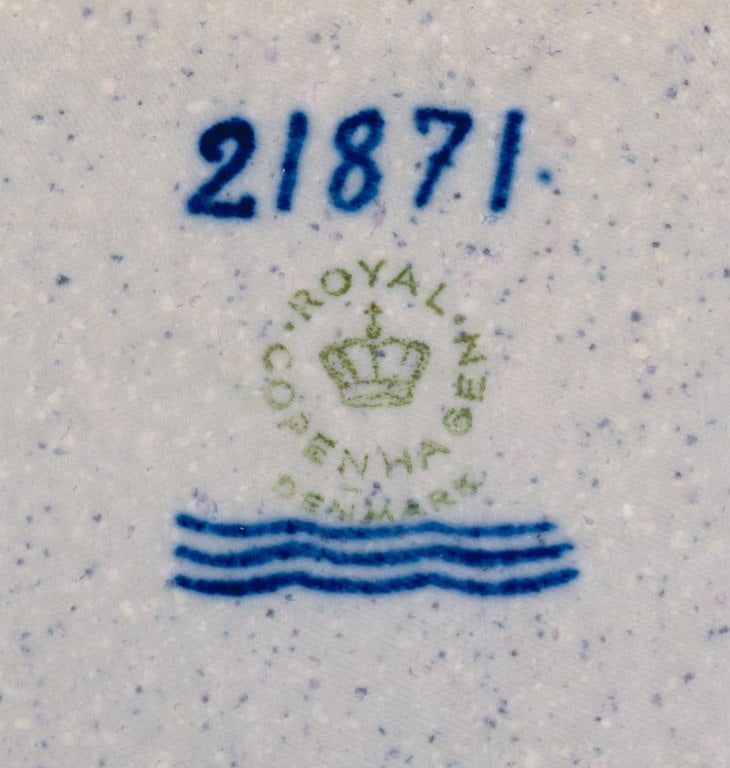 21871.
ROYAL
COPENHAGEN
DENMARK